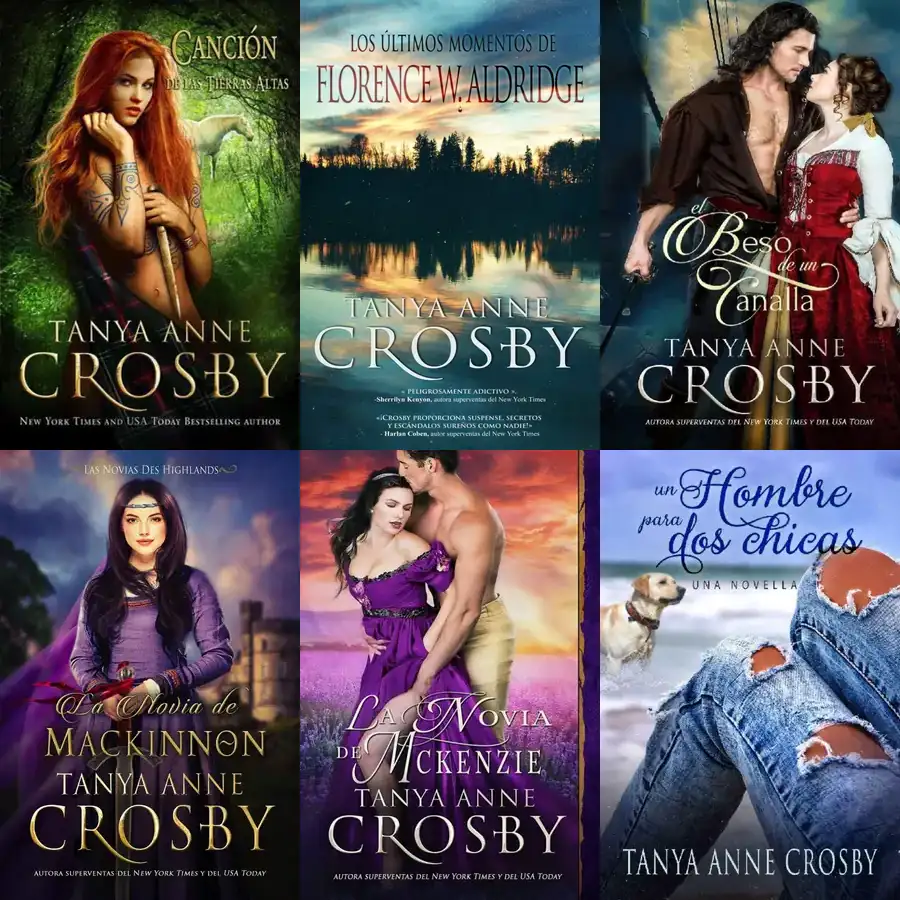 CANCIÓN
DE LAS TIERRAS ALTAS
TANYA ANNE
CROSBY
NEW YORK TIMES AND USA TODAY BESTSELLING AUTHOR
LOS ÚLTIMOS MOMENTOS DE
FLORENCE W. ALDRIDGE
TANYA ANNE
CROSBY
« PELIGROSAMENTE ADICTIVO ».
-Sherrilyn Kenyon, autora superventas del New York Times
«¡CROSBY PROPORCIONA SUSPENSE, SECRETOS
Y ESCÁNDALOS SUREÑOS COMO NADIE!»
- Harlan Coben, autor superventas del New York Times
el
Beso
de un
Canalla
TANYA ANNE
CROSBY
AUTORA SUPERVENTAS DEL NEW YORK TIMES Y DEL USA TODAY
LAS NOVIAS DES HIGHLANDS
La Novia de
MACKINNON
TANYA ANNE
CROSBY
AUTORA SUPERVENTAS DEL NEW YORK TIMES Y DEL USA TODAY
LA NOVIA
DE MCKENZIE
TANYA ANNE
CROSBY
AUTORA SUPERVENTAS DEL NEW YORK TIMES Y DEL USA TODAY
un Hombre
para
dos chicas
UNA NOVELLA
TANYA ANNE CROSBY